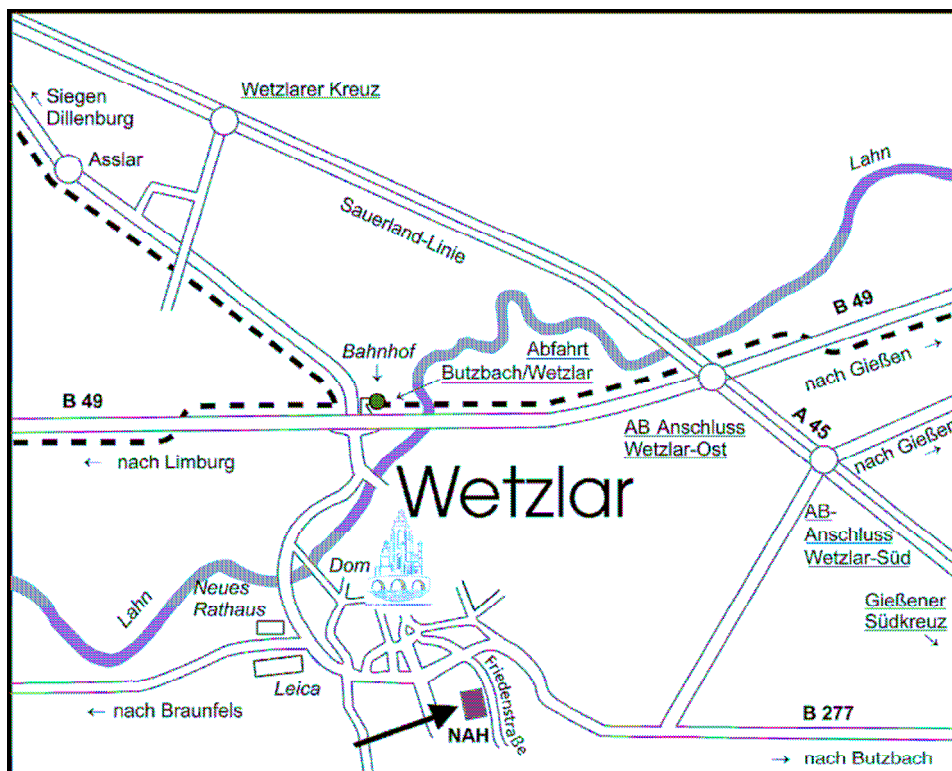 Wetzlarer Kreuz
↖ Siegen
Dillenburg
Asslar
Lahn
Sauerland-Linie
B 49
Bahnhof
↓
Abfahrt
Butzbach/Wetzlar
nach Gießen
→
B 49
← nach Limburg
AB Anschluss
Wetzlar-Ost
A 45
nach Gießen
→
Wetzlar
AB-
Anschluss
Wetzlar-Süd
Dom
Neues
Rathaus
Lahn
Gießener
Südkreuz
↘
Leica
Friedenstraße
← nach Braunfels
NAH
B 277
→ nach Butzbach